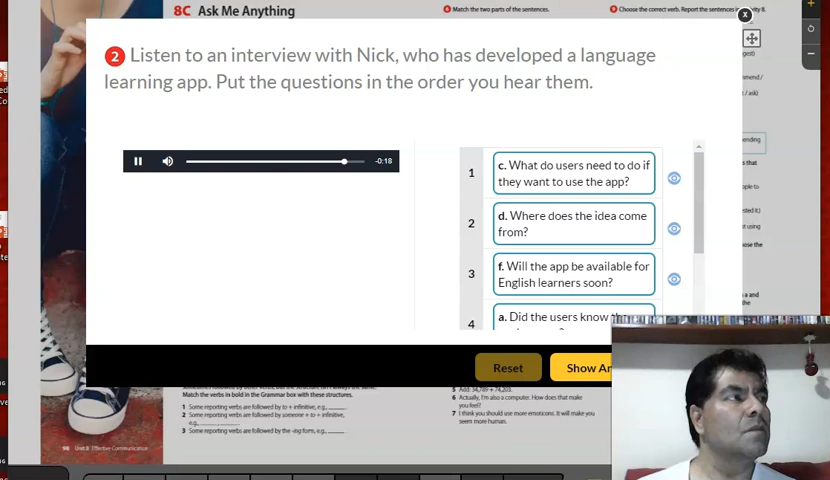 8C Ask Me Anything
Match the two parts of the sentences.
Choose the correct verb. Report the sentences
x
2 Listen to an interview with Nick, who has developed a language
learning app. Put the questions in the order you hear them.
-0:18
1
c. What do users need to do if
they want to use the app?
2
d. Where does the idea come
from?
3
f. Will the app be available for
English learners soon?
4
a. Did the users know
Reset
Show An
Match the verbs in bold in the Grammar box with these structures.
1 Some reporting verbs are followed by to + infinitive, e.g.,
2 Some reporting verbs are followed by someone + to + infinitive,
e.g.,
3 Some reporting verbs are followed by the -ing form, e.g.,
5 Add: 34,789 + 74,203.
6 Actually, I'm also a computer. How does that make
you feel?
7 I think you should use more emoticons. It will make you
seem more human.
98 Unit 8 Effective Communication